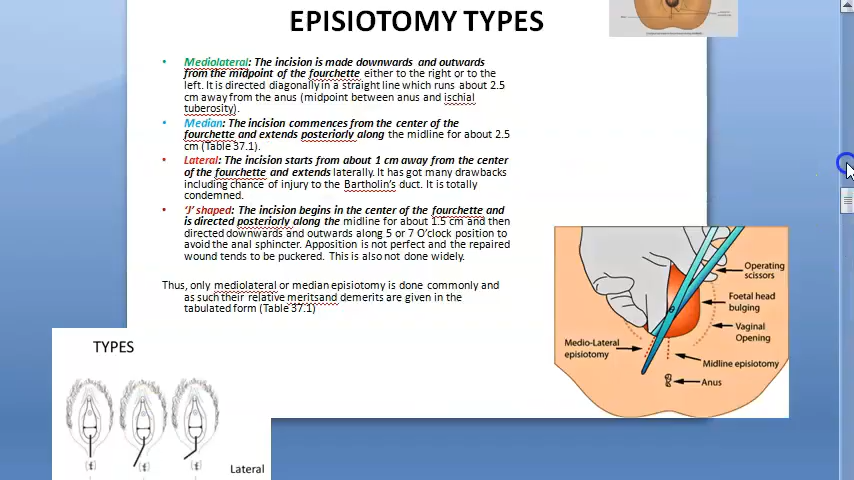 EPISIOTOMY TYPES
• Mediolateral: The incision is made downwards and outwards
from the midpoint of the fourchette either to the right or to the
left. It is directed diagonally in a straight line which runs about 2.5
cm away from the anus (midpoint between anus and ischial
tuberosity).
• Median: The incision commences from the center of the
fourchette and extends posteriorly along the midline for about 2.5
cm (Table 37.1).
• Lateral: The incision starts from about 1 cm away from the center
of the fourchette and extends laterally. It has got many drawbacks
including chance of injury to the Bartholin's duct. It is totally
condemned.
• 'J' shaped: The incision begins in the center of the fourchette and
is directed posteriorly along the midline for about 1.5 cm and then
directed downwards and outwards along 5 or 7 O'clock position to
avoid the anal sphincter. Apposition is not perfect and the repaired
wound tends to be puckered. This is also not done widely.
Thus, only mediolateral or median episiotomy is done commonly and
as such their relative meritsand demerits are given in the
tabulated form (Table 37.1)
Operating
scissors
Foetal head
bulging
Vaginal
Opening
Medio-Lateral
episiotomy
Midline episiotomy
Anus
TYPES
Lateral